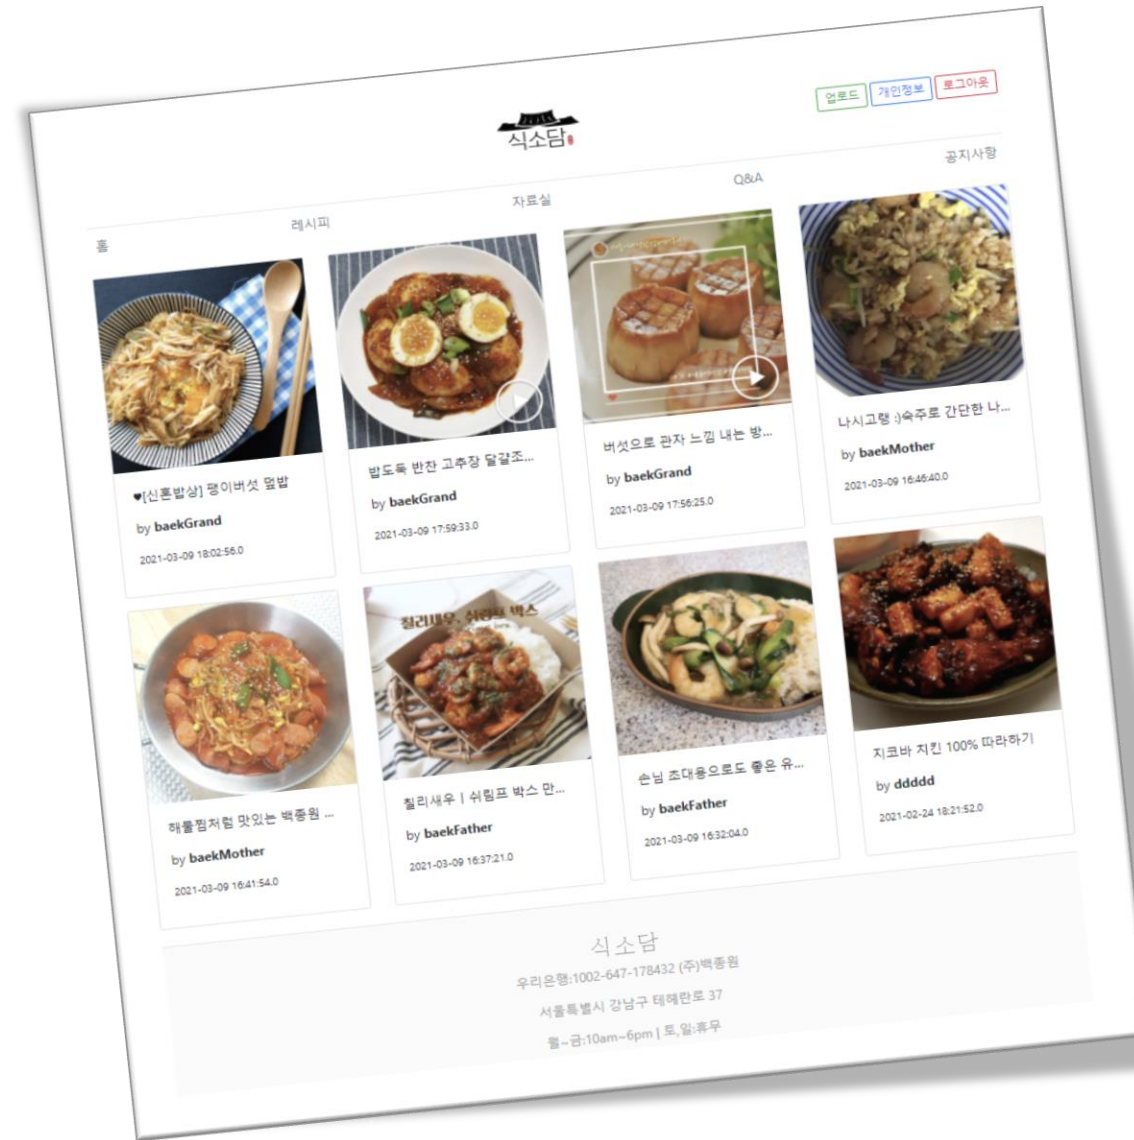 식소담
업로드 개인정보 로그아웃
홈 레시피 자료실 Q&A 공지사항
♥[신혼밥상] 팽이버섯 덮밥
by baekGrand
2021-03-09 18:02:56.0
밥도둑 반찬 고추장 달걀조...
by baekGrand
2021-03-09 17:59:33.0
버섯으로 관자 느낌 내는 방...
by baekGrand
2021-03-09 17:56:25.0
나시고랭 :)숙주로 간단한 나...
by baekMother
2021-03-09 16:46:40.0
해물찜처럼 맛있는 백종원 ...
by baekMother
2021-03-09 16:41:54.0
칠리새우, 쉬림프 박스
칠리새우 | 쉬림프 박스 만...
by baekFather
2021-03-09 16:37:21.0
손님 초대용으로도 좋은 유...
by baekFather
2021-03-09 16:32:04.0
지코바 치킨 100% 따라하기
by ddddd
2021-02-24 18:21:52.0
식소담
우리은행:1002-647-178432 (주)백종원
서울특별시 강남구 테헤란로 37
월~금:10am~6pm | 토,일:휴무